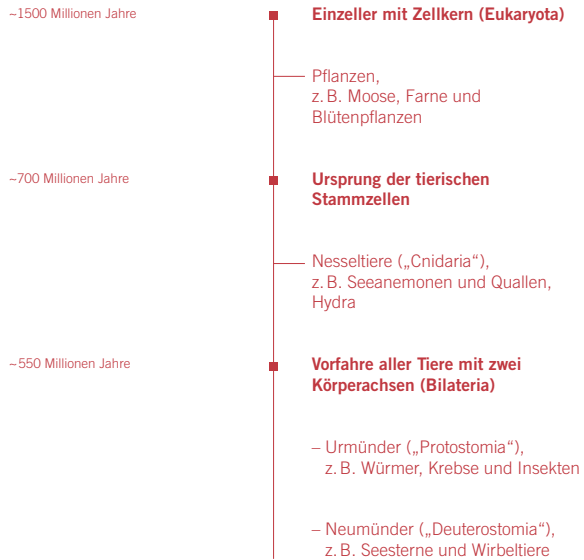 ~1500 Millionen Jahre
Einzeller mit Zellkern (Eukaryota)
Pflanzen,
z. B. Moose, Farne und
Blütenpflanzen
~700 Millionen Jahre
Ursprung der tierischen
Stammzellen
Nesseltiere („Cnidaria“),
z. B. Seeanemonen und Quallen,
Hydra
~550 Millionen Jahre
Vorfahre aller Tiere mit zwei
Körperachsen (Bilateria)
– Urmünder („Protostomia“),
z. B. Würmer, Krebse und Insekten
– Neumünder („Deuterostomia”),
z. B. Seesterne und Wirbeltiere